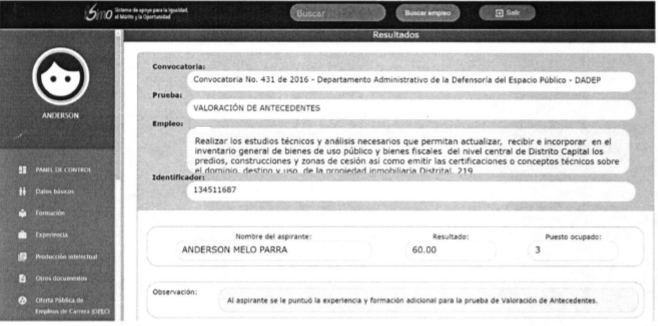 Simo Sistema de apoyo para la Igualdad,
el Mérito y la Oportunidad
Buscar
Buscar empleo
Salir
Resultados
ANDERSON
PANEL DE CONTROL
Datos básicos
Formación
Experiencia
Producción intelectual
Otros documentos
Oferta Pública de
Empleos de Carrera (OPEC)
Convocatoria:
Convocatoria No. 431 de 2016 - Departamento Administrativo de la Defensoría del Espacio Público - DADEP
Prueba:
VALORACIÓN DE ANTECEDENTES
Empleo:
Realizar los estudios técnicos y análisis necesarios que permitan actualizar, recibir e incorporar en el
inventario general de bienes de uso público y bienes fiscales del nivel central de Distrito Capital los
predios, construcciones y zonas de cesión así como emitir las certificaciones o conceptos técnicos sobre
el dominio, destino y uso, de la propiedad inmobiliaria Distrital. 219
Identificador:
134511687
Nombre del aspirante: Resultado: Puesto ocupado:
ANDERSON MELO PARRA 60.00 3
Observación:
Al aspirante se le puntuó la experiencia y formación adicional para la prueba de Valoración de Antecedentes.